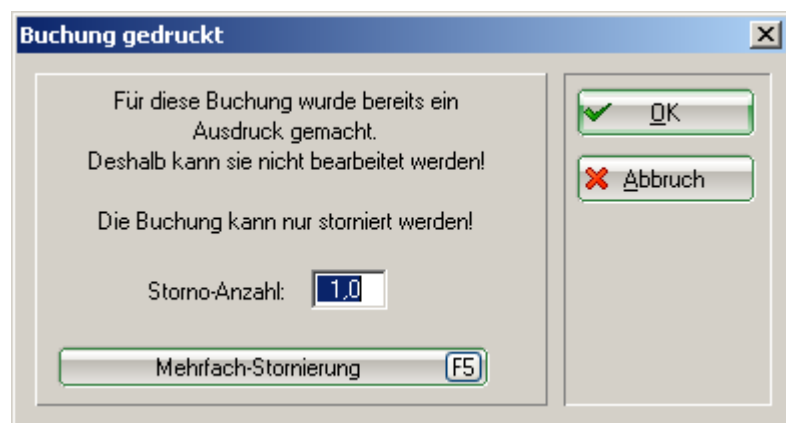 Buchung gedruckt
Für diese Buchung wurde bereits ein
Ausdruck gemacht.
Deshalb kann sie nicht bearbeitet werden!
Die Buchung kann nur storniert werden!
Storno-Anzahl: 1,0
Mehrfach-Stornierung F5
OK
Abbruch